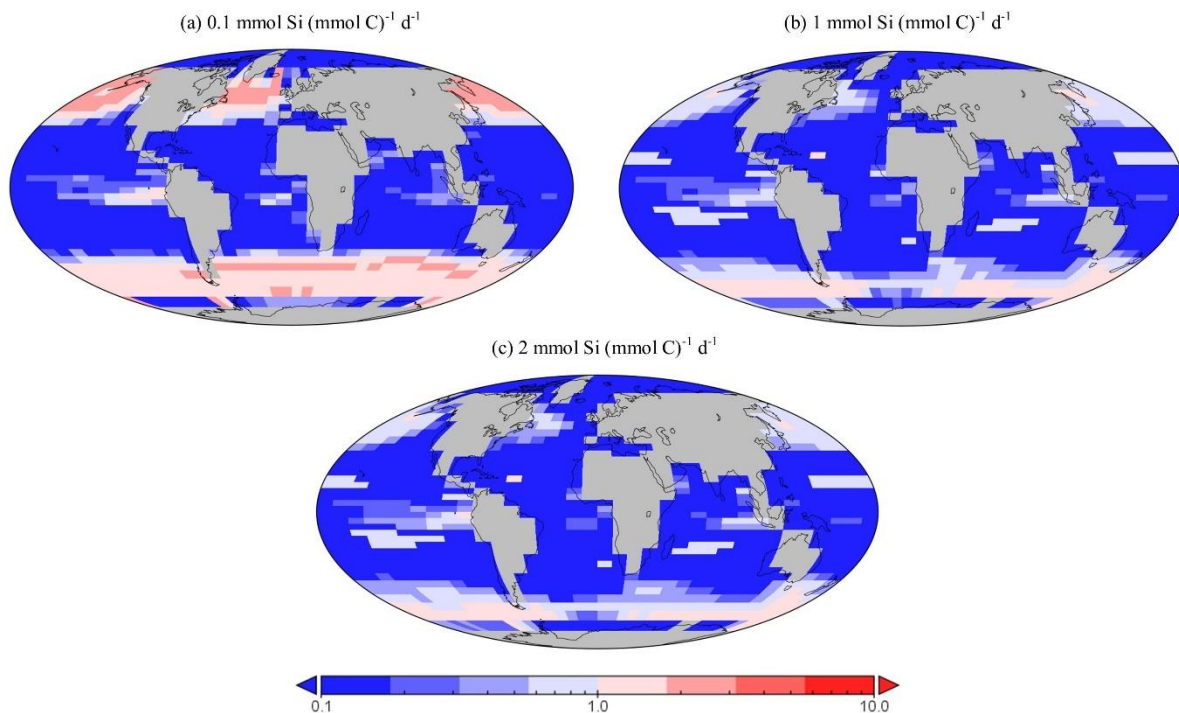 (a) 0.1 mmol Si (mmol C)⁻¹ d⁻¹
(b) 1 mmol Si (mmol C)⁻¹ d⁻¹
(c) 2 mmol Si (mmol C)⁻¹ d⁻¹
0.1 1.0 10.0